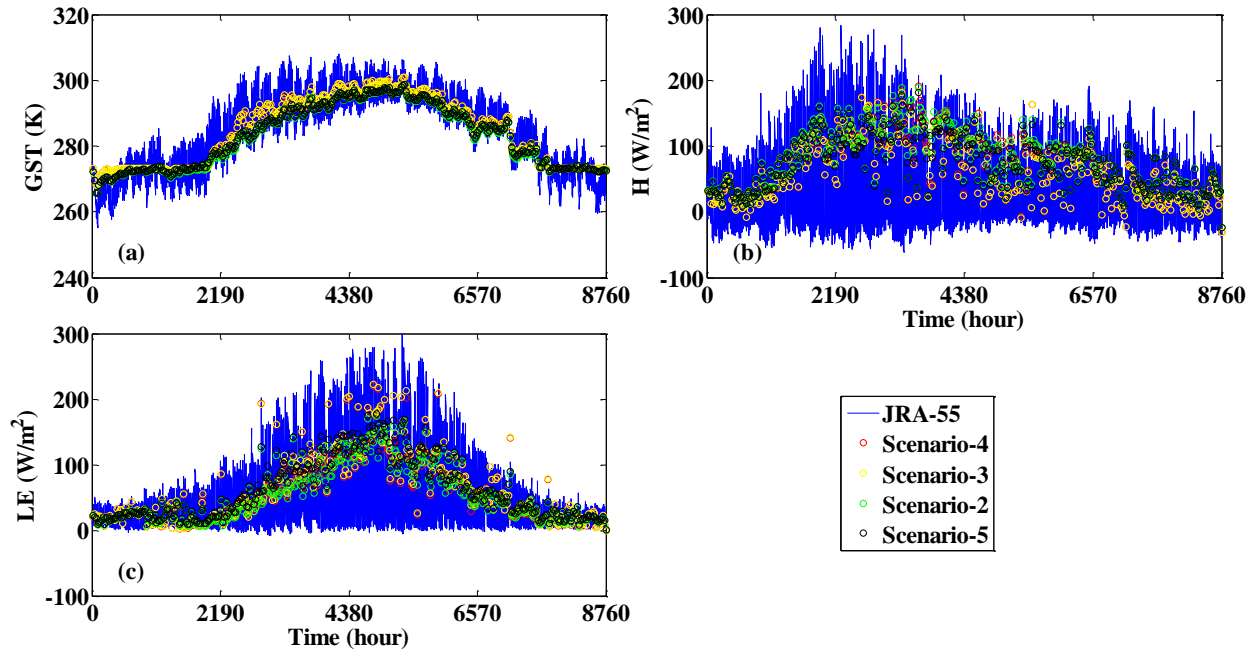 320
300
280
260
240
GST (K)
(a)
0
2190
4380
6570
8760
300
200
100
0
-100
H (W/m²)
(b)
0
2190
4380
6570
8760
Time (hour)
300
200
100
0
-100
LE (W/m²)
(c)
0
2190
4380
6570
8760
Time (hour)
JRA-55
Scenario-4
Scenario-3
Scenario-2
Scenario-5